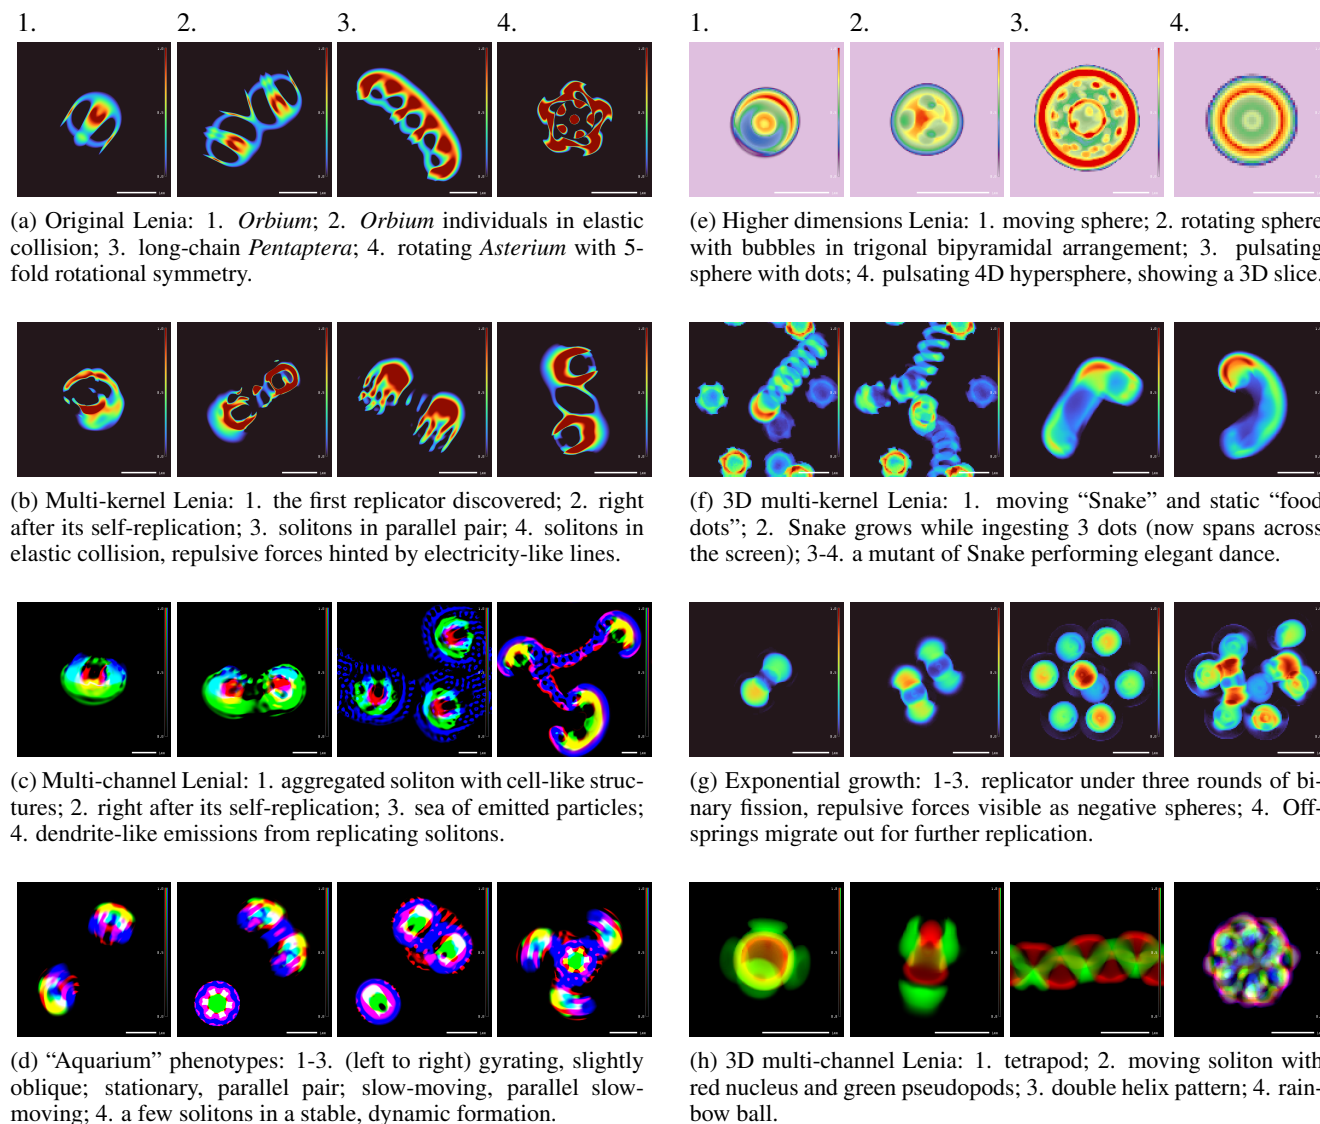 1. 2. 3. 4.
(a) Original Lenia: 1. Orbium; 2. Orbium individuals in elastic
collision; 3. long-chain Pentaptera; 4. rotating Asterium with 5-
fold rotational symmetry.
(b) Multi-kernel Lenia: 1. the first replicator discovered; 2. right
after its self-replication; 3. solitons in parallel pair; 4. solitons in
elastic collision, repulsive forces hinted by electricity-like lines.
(c) Multi-channel Lenial: 1. aggregated soliton with cell-like struc-
tures; 2. right after its self-replication; 3. sea of emitted particles;
4. dendrite-like emissions from replicating solitons.
(d) “Aquarium” phenotypes: 1-3. (left to right) gyrating, slightly
oblique; stationary, parallel pair; slow-moving, parallel slow-
moving; 4. a few solitons in a stable, dynamic formation.
1. 2. 3. 4.
(e) Higher dimensions Lenia: 1. moving sphere; 2. rotating sphere
with bubbles in trigonal bipyramidal arrangement; 3. pulsating
sphere with dots; 4. pulsating 4D hypersphere, showing a 3D slice.
(f) 3D multi-kernel Lenia: 1. moving “Snake” and static “food
dots”; 2. Snake grows while ingesting 3 dots (now spans across
the screen); 3-4. a mutant of Snake performing elegant dance.
(g) Exponential growth: 1-3. replicator under three rounds of bi-
nary fission, repulsive forces visible as negative spheres; 4. Off-
springs migrate out for further replication.
(h) 3D multi-channel Lenia: 1. tetrapod; 2. moving soliton with
red nucleus and green pseudopods; 3. double helix pattern; 4. rain-
bow ball.